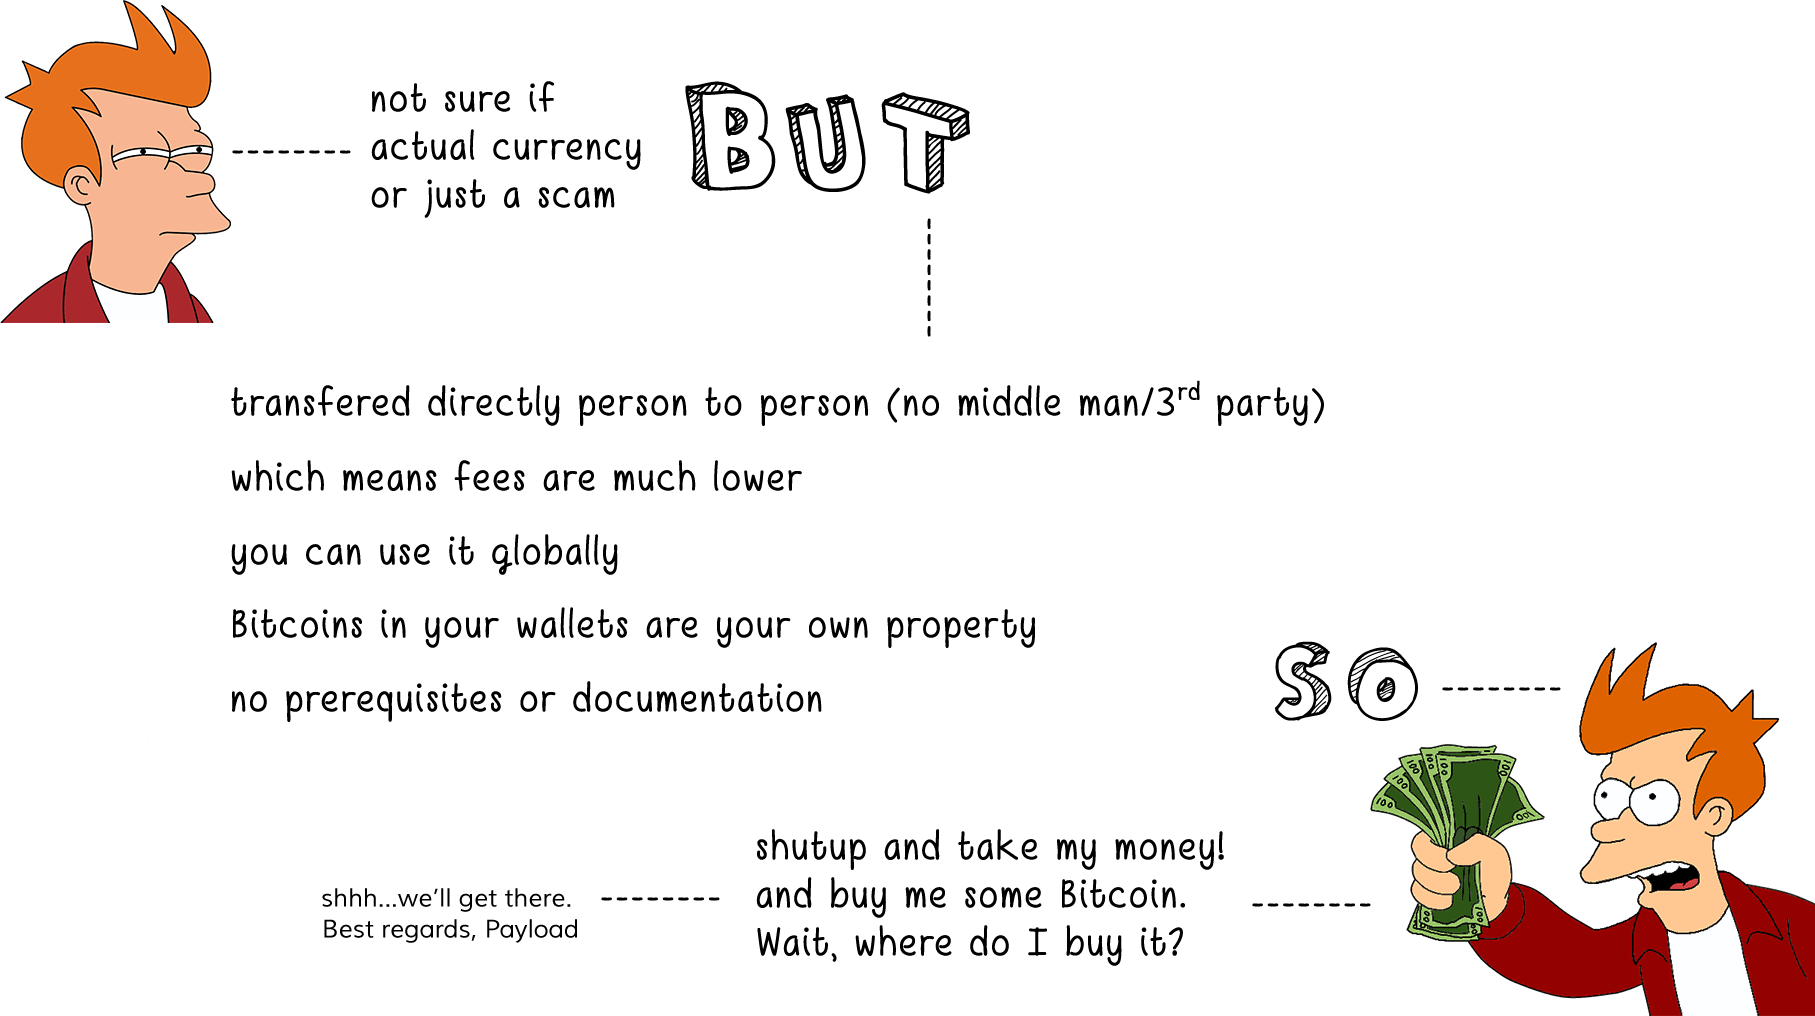 not sure if
actual currency
or just a scam
BUT
transfered directly person to person (no middle man/3rd party)
which means fees are much lower
you can use it globally
Bitcoins in your wallets are your own property
no prerequisites or documentation
SO
shutup and take my money!
and buy me some Bitcoin.
Wait, where do I buy it?
shhh...we'll get there.
Best regards, Payload